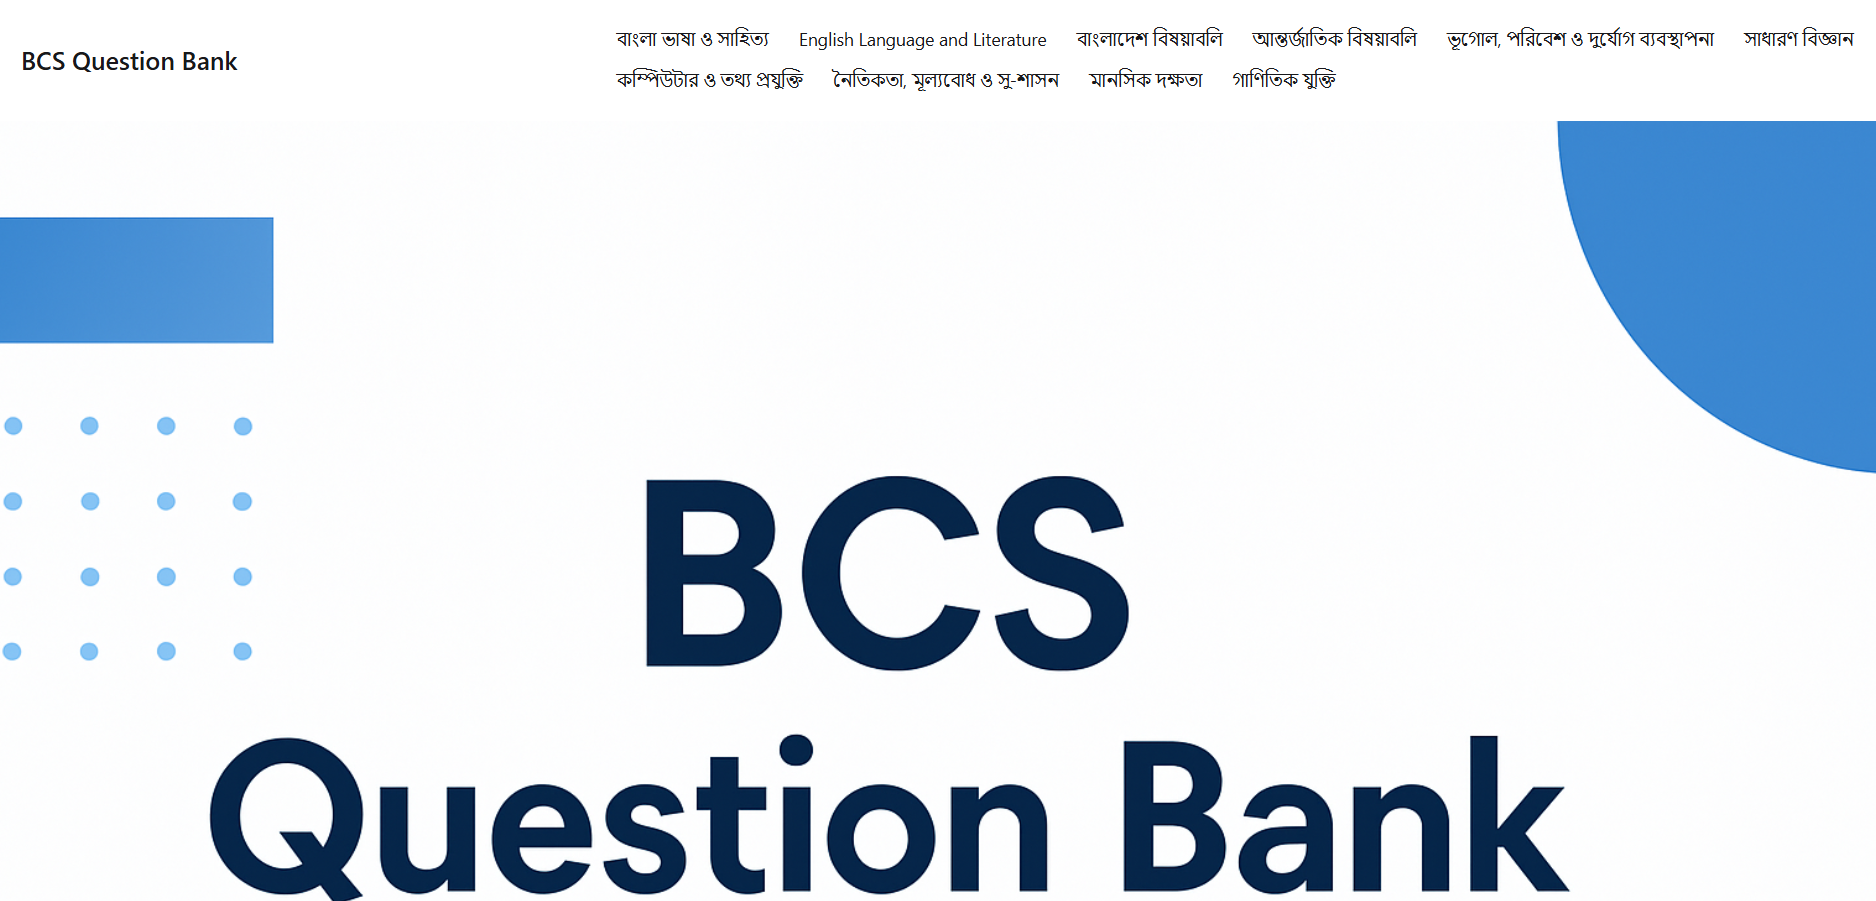 BCS Question Bank
বাংলা ভাষা ও সাহিত্য English Language and Literature বাংলাদেশ বিষয়াবলি আন্তর্জাতিক বিষয়াবলি ভূগোল, পরিবেশ ও দুর্যোগ ব্যবস্থাপনা সাধারণ বিজ্ঞান
কম্পিউটার ও তথ্য প্রযুক্তি নৈতিকতা, মূল্যবোধ ও সু-শাসন মানসিক দক্ষতা গাণিতিক যুক্তি
BCS
Question Bank